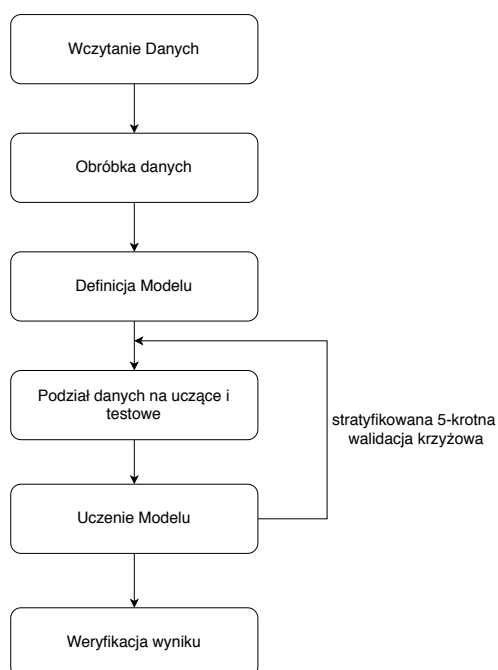 Wczytanie Danych
Obróbka danych
Definicja Modelu
Podział danych na uczące i
testowe
stratyfikowana 5-krotna
walidacja krzyżowa
Uczenie Modelu
Weryfikacja wyniku